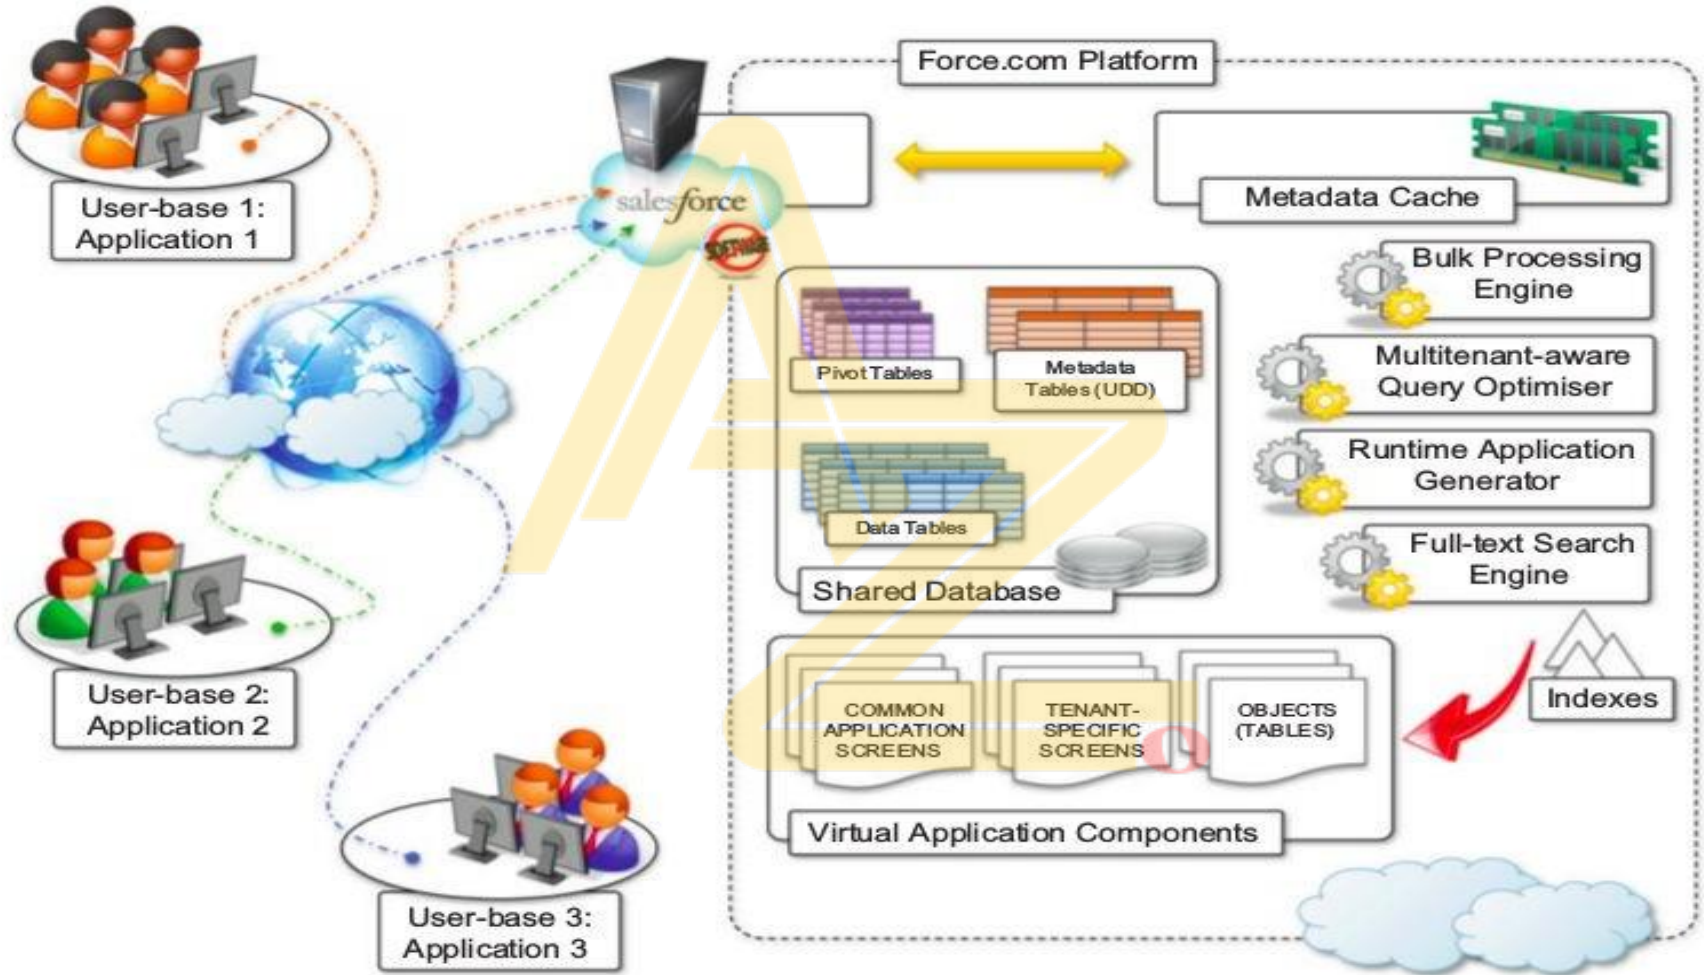 Force.com Platform
User-base 1:
Application 1
salesforce
SOFTWARE
Metadata Cache
Bulk Processing
Engine
Multitenant-aware
Query Optimiser
Runtime Application
Generator
Full-text Search
Engine
Indexes
Pivot Tables
Metadata
Tables (UDD)
Data Tables
Shared Database
COMMON
APPLICATION
SCREENS
TENANT-
SPECIFIC
SCREENS
OBJECTS
(TABLES)
Virtual Application Components
User-base 2:
Application 2
User-base 3:
Application 3
AZO